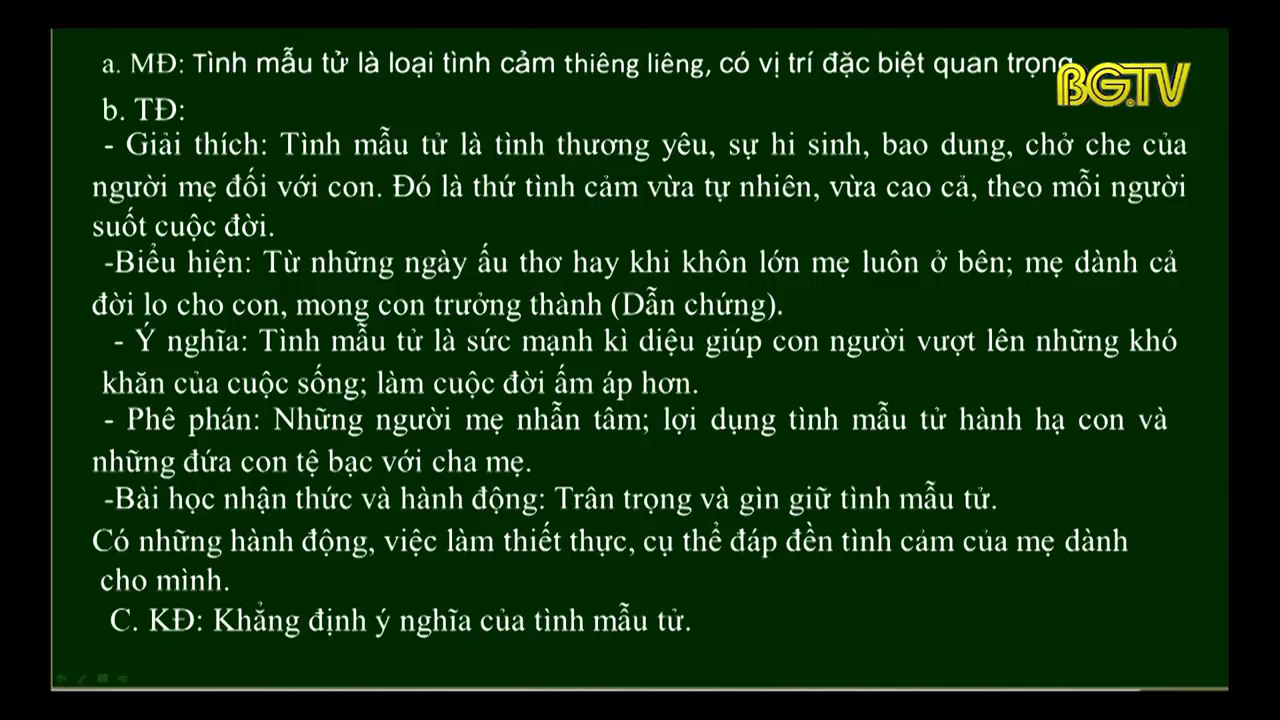 a. MĐ: Tình mẫu tử là loại tình cảm thiêng liêng, có vị trí đặc biệt quan trọng
BGTV
b. TĐ:
- Giải thích: Tình mẫu tử là tình thương yêu, sự hi sinh, bao dung, chở che của
người mẹ đối với con. Đó là thứ tình cảm vừa tự nhiên, vừa cao cả, theo mỗi người
suốt cuộc đời.
-Biểu hiện: Từ những ngày ấu thơ hay khi khôn lớn mẹ luôn ở bên; mẹ dành cả
đời lo cho con, mong con trưởng thành (Dẫn chứng).
- Ý nghĩa: Tình mẫu tử là sức mạnh kì diệu giúp con người vượt lên những khó
khăn của cuộc sống; làm cuộc đời ấm áp hơn.
- Phê phán: Những người mẹ nhẫn tâm; lợi dụng tình mẫu tử hành hạ con và
những đứa con tệ bạc với cha mẹ.
-Bài học nhận thức và hành động: Trân trọng và gìn giữ tình mẫu tử.
Có những hành động, việc làm thiết thực, cụ thể đáp đền tình cảm của mẹ dành
cho mình.
C. KĐ: Khẳng định ý nghĩa của tình mẫu tử.